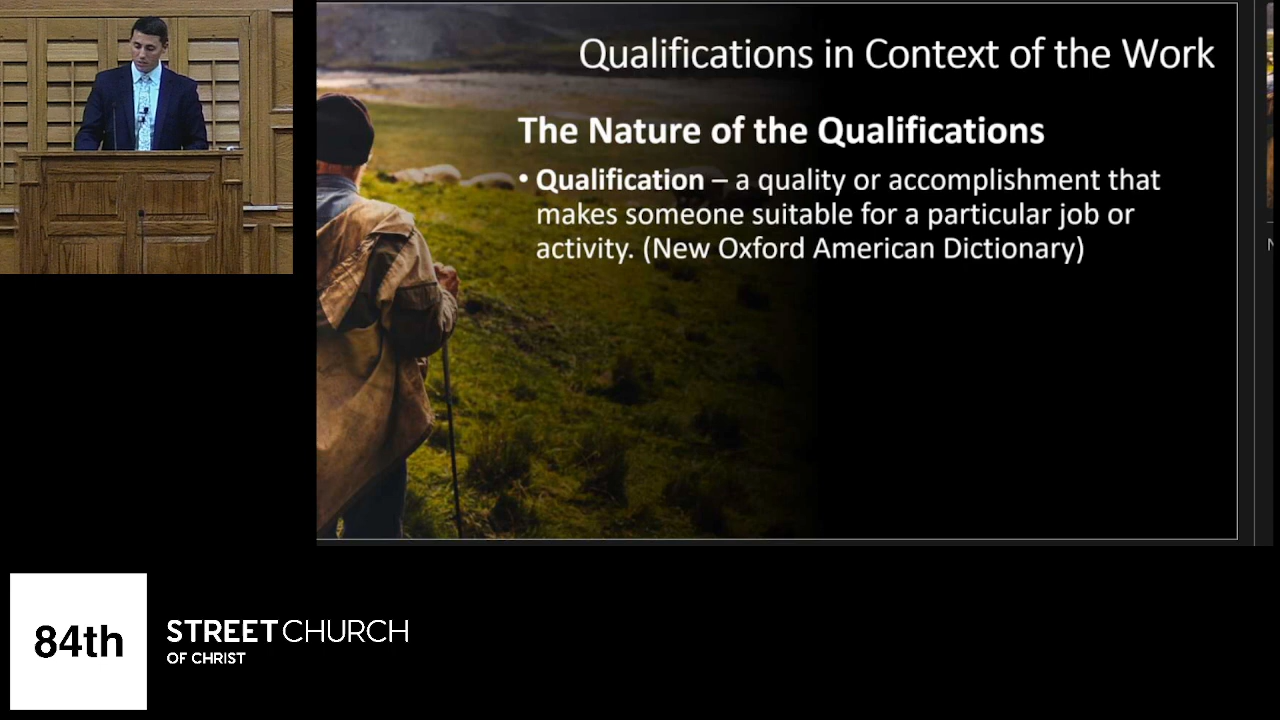 Qualifications in Context of the Work
The Nature of the Qualifications
• Qualification – a quality or accomplishment that
makes someone suitable for a particular job or
activity. (New Oxford American Dictionary)
84th
STREET CHURCH
OF CHRIST